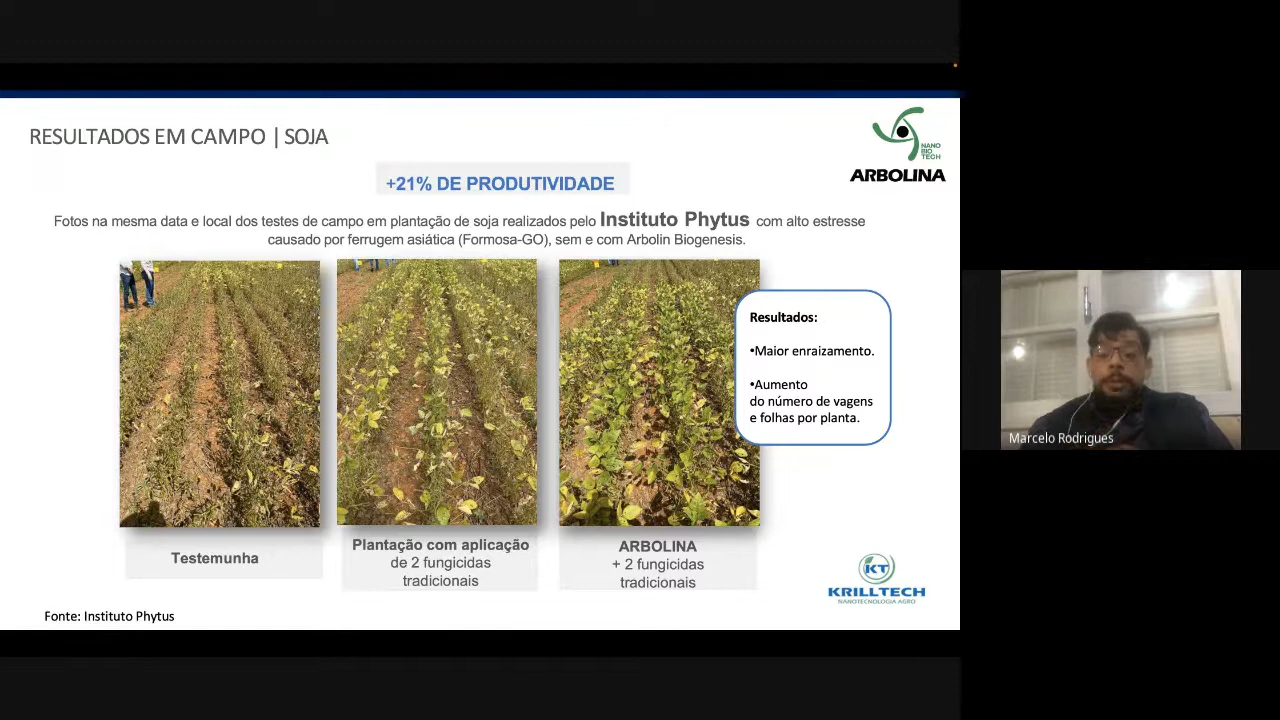 RESULTADOS EM CAMPO | SOJA
NANO
BIO
TECH
ARBOLINA
+21% DE PRODUTIVIDADE
Fotos na mesma data e local dos testes de campo em plantação de soja realizados pelo Instituto Phytus com alto estresse
causado por ferrugem asiática (Formosa-GO), sem e com Arbolin Biogenesis.
Resultados:
•Maior enraizamento.
•Aumento
do número de vagens
e folhas por planta.
Marcelo Rodrigues
Testemunha
Plantação com aplicação
de 2 fungicidas
tradicionais
ARBOLINA
+ 2 fungicidas
tradicionais
KT
KRILLTECH
NANOTECNOLOGIA AGRO
Fonte: Instituto Phytus